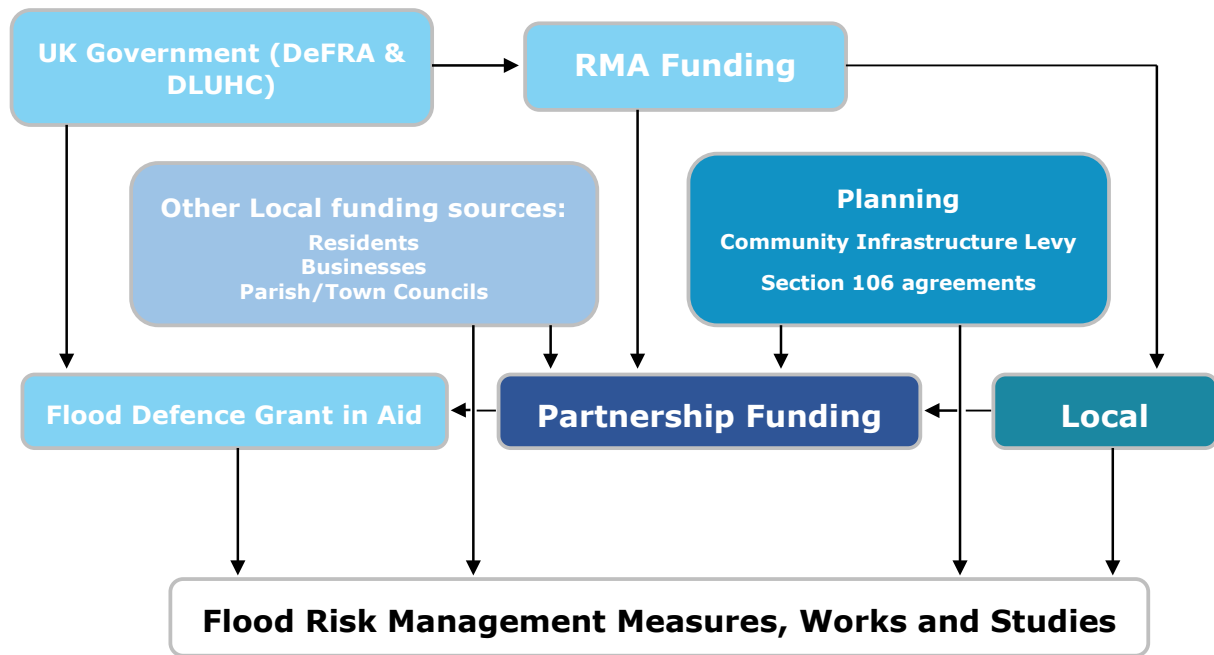 UK Government (DeFRA &
DLUHC)
RMA Funding
Other Local funding sources:
Residents
Businesses
Parish/Town Councils
Planning
Community Infrastructure Levy
Section 106 agreements
Flood Defence Grant in Aid
Partnership Funding
Local
Flood Risk Management Measures, Works and Studies